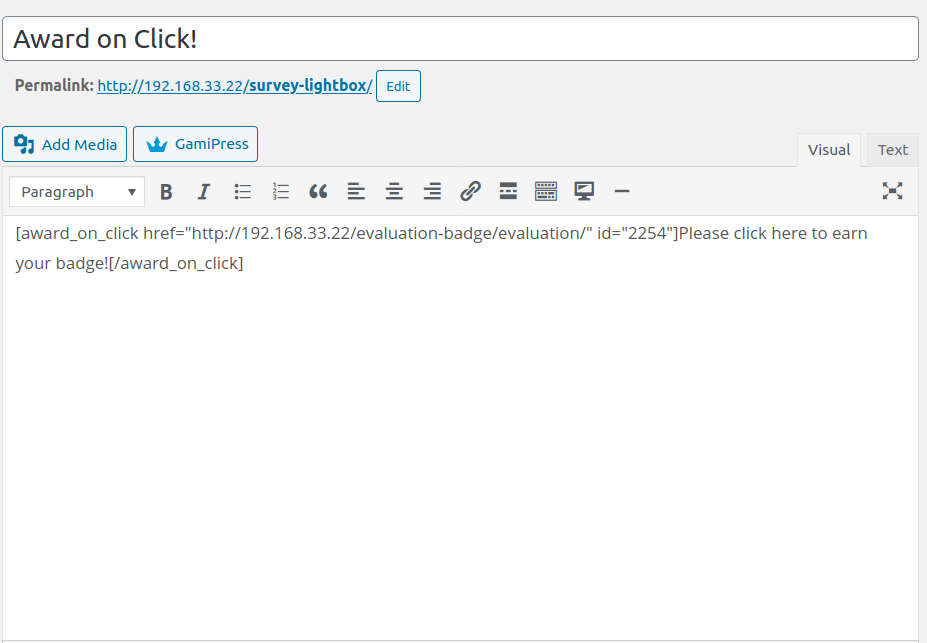 Award on Click!
Permalink: http://192.168.33.22/survey-lightbox/ Edit
Add Media GamiPress
Visual Text
Paragraph B I
[award_on_click href="http://192.168.33.22/evaluation-badge/evaluation/" id="2254"]Please click here to earn
your badge![/award_on_click]